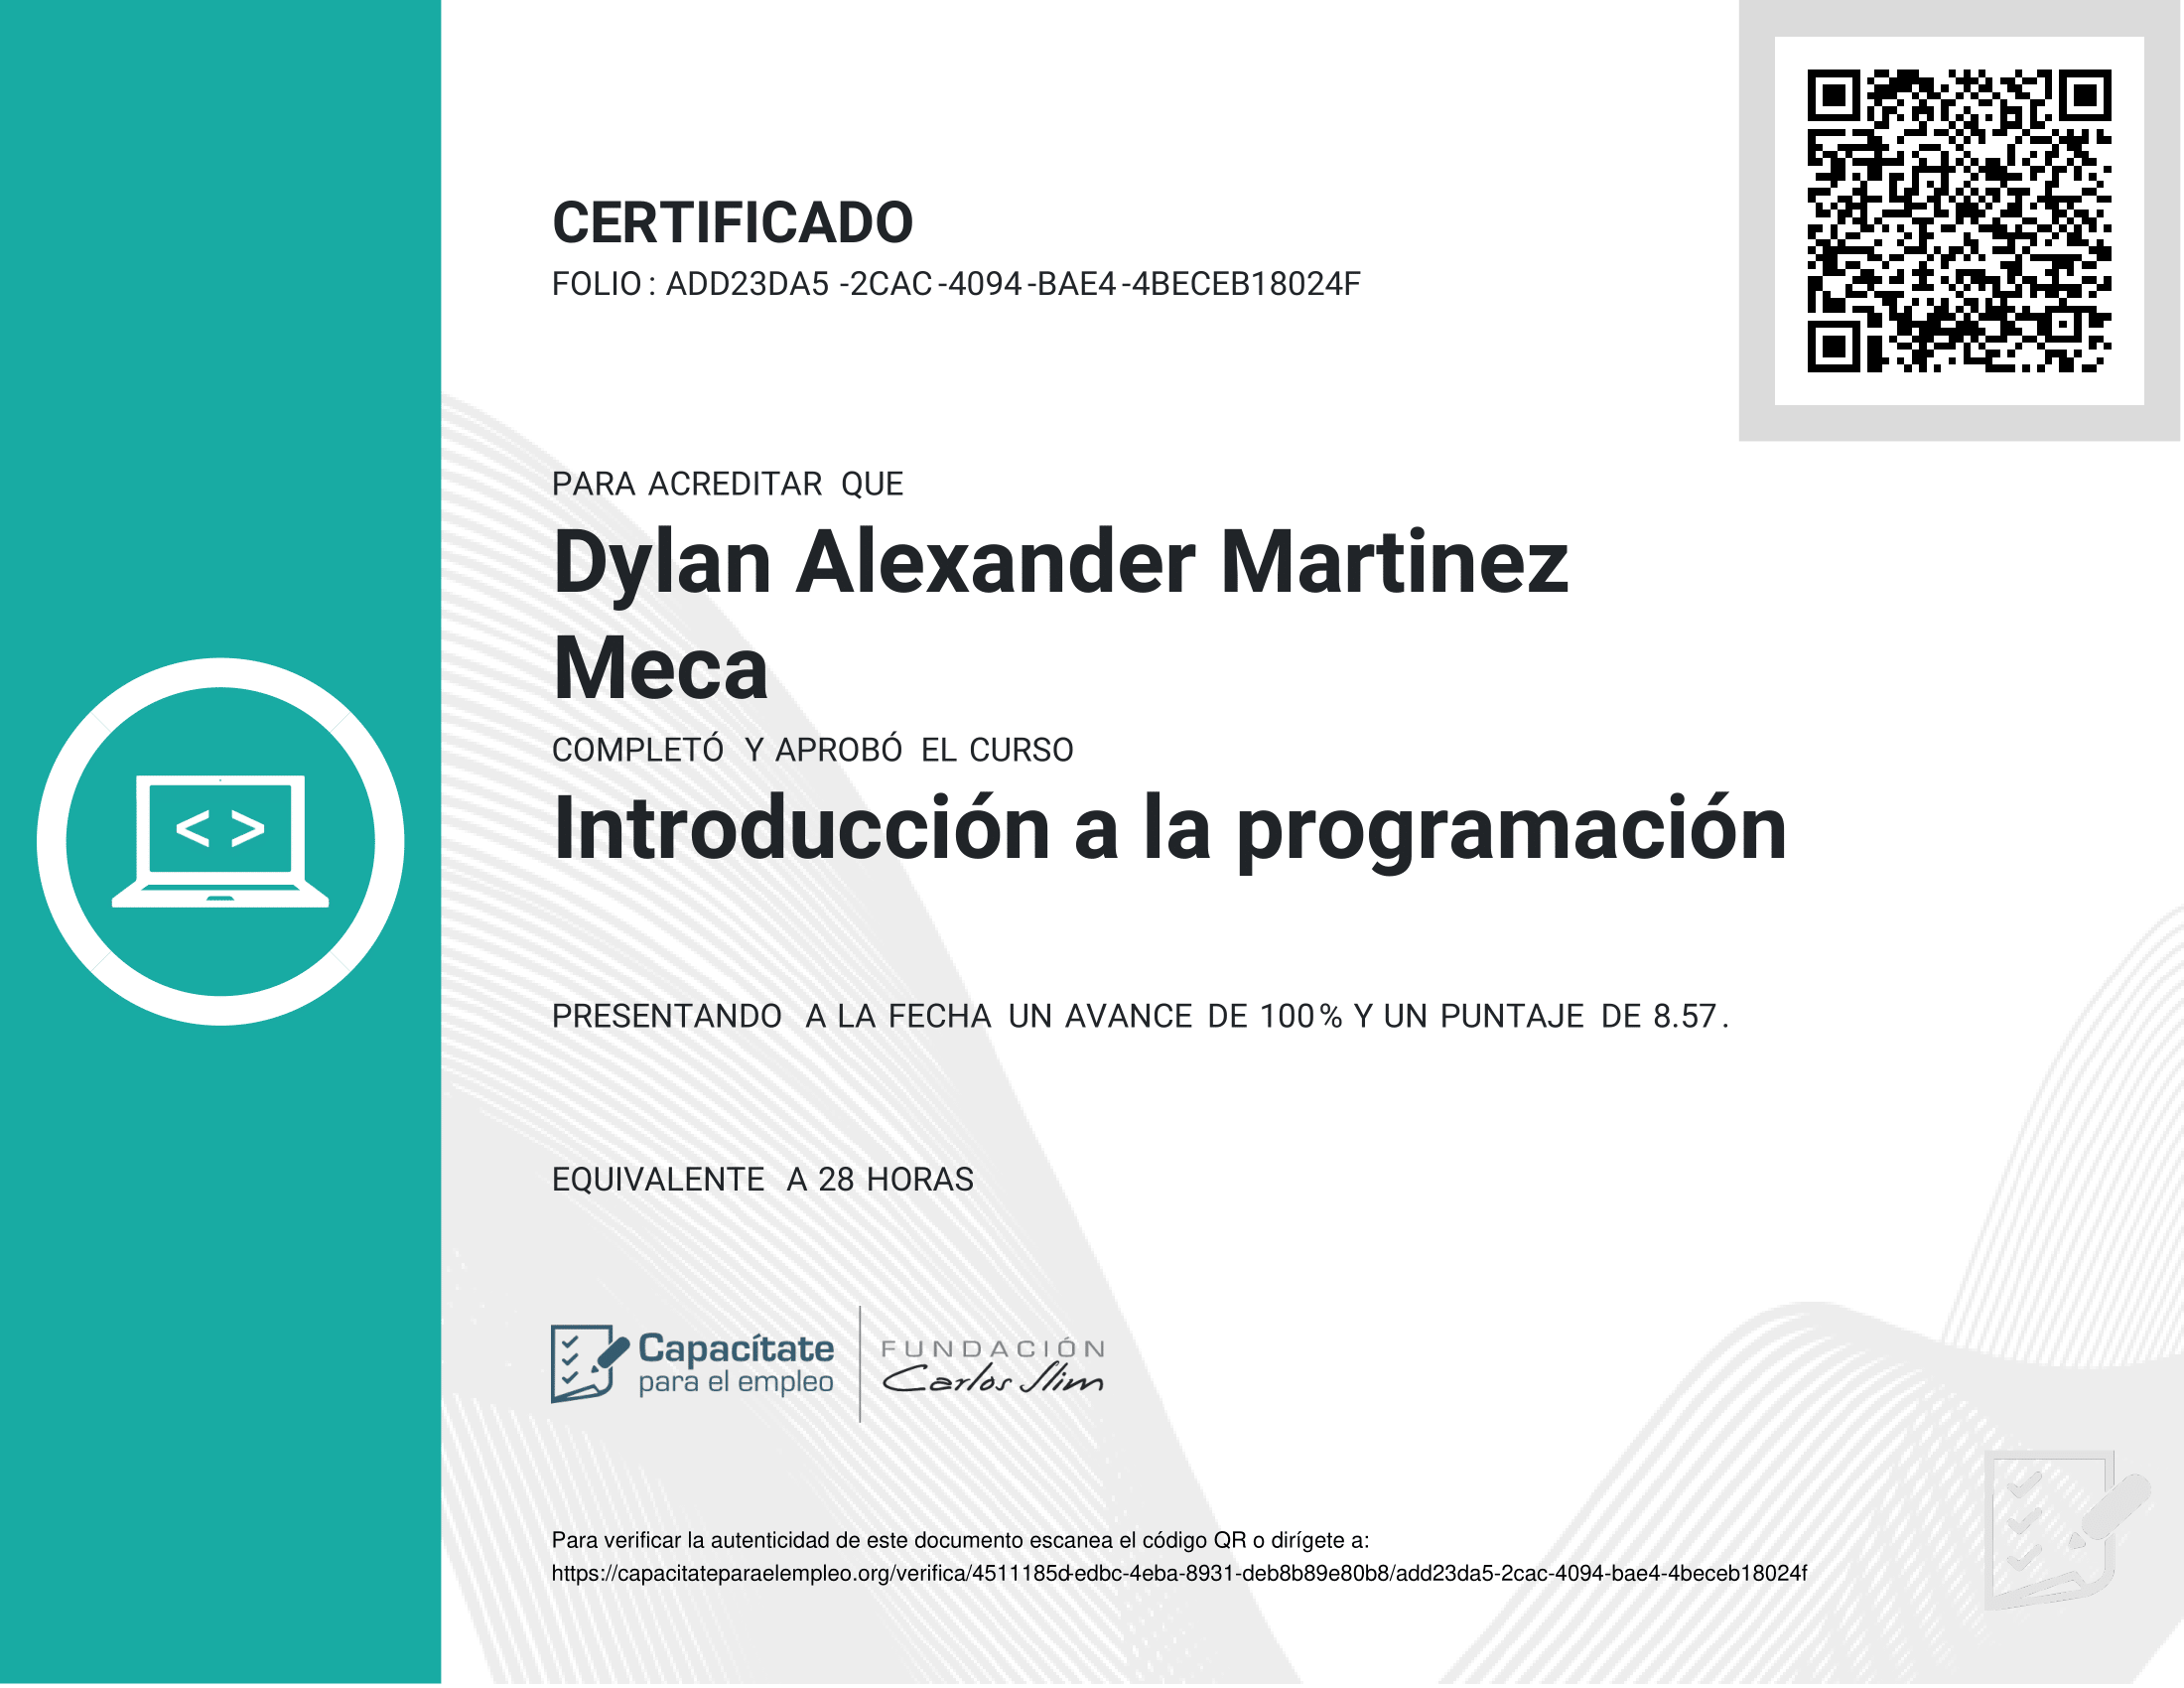 CERTIFICADO
FOLIO: ADD23DA5-2CAC-4094-BAE4-4BECEB18024F
PARA ACREDITAR QUE
Dylan Alexander Martinez
Meca
COMPLETÓ Y APROBÓ EL CURSO
< >
Introducción a la programación
PRESENTANDO A LA FECHA UN AVANCE DE 100% Y UN PUNTAJE DE 8.57.
EQUIVALENTE A 28 HORAS
Capacítate
para el empleo
FUNDACIÓN
Carlos Slim
Para verificar la autenticidad de este documento escanea el código QR o dirígete a:
https://capacitateparaelempleo.org/verifica/4511185d-edbc-4eba-8931-deb8b89e80b8/add23da5-2cac-4094-bae4-4beceb18024f